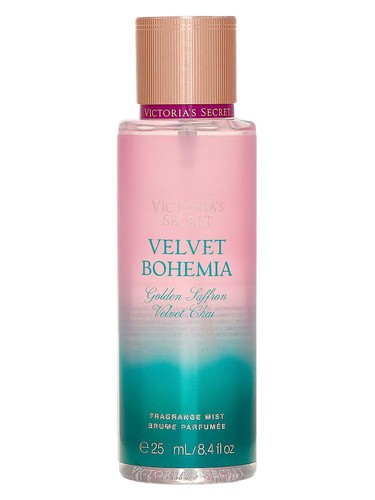 VICTORIA'S SECRET
VICTORIA'S
SECRET
VELVET
BOHEMIA
Golden Saffron
Velvet Chai
FRAGRANCE MIST
BRUME PARFUMÉE
℮25 mL/8.4 fl oz